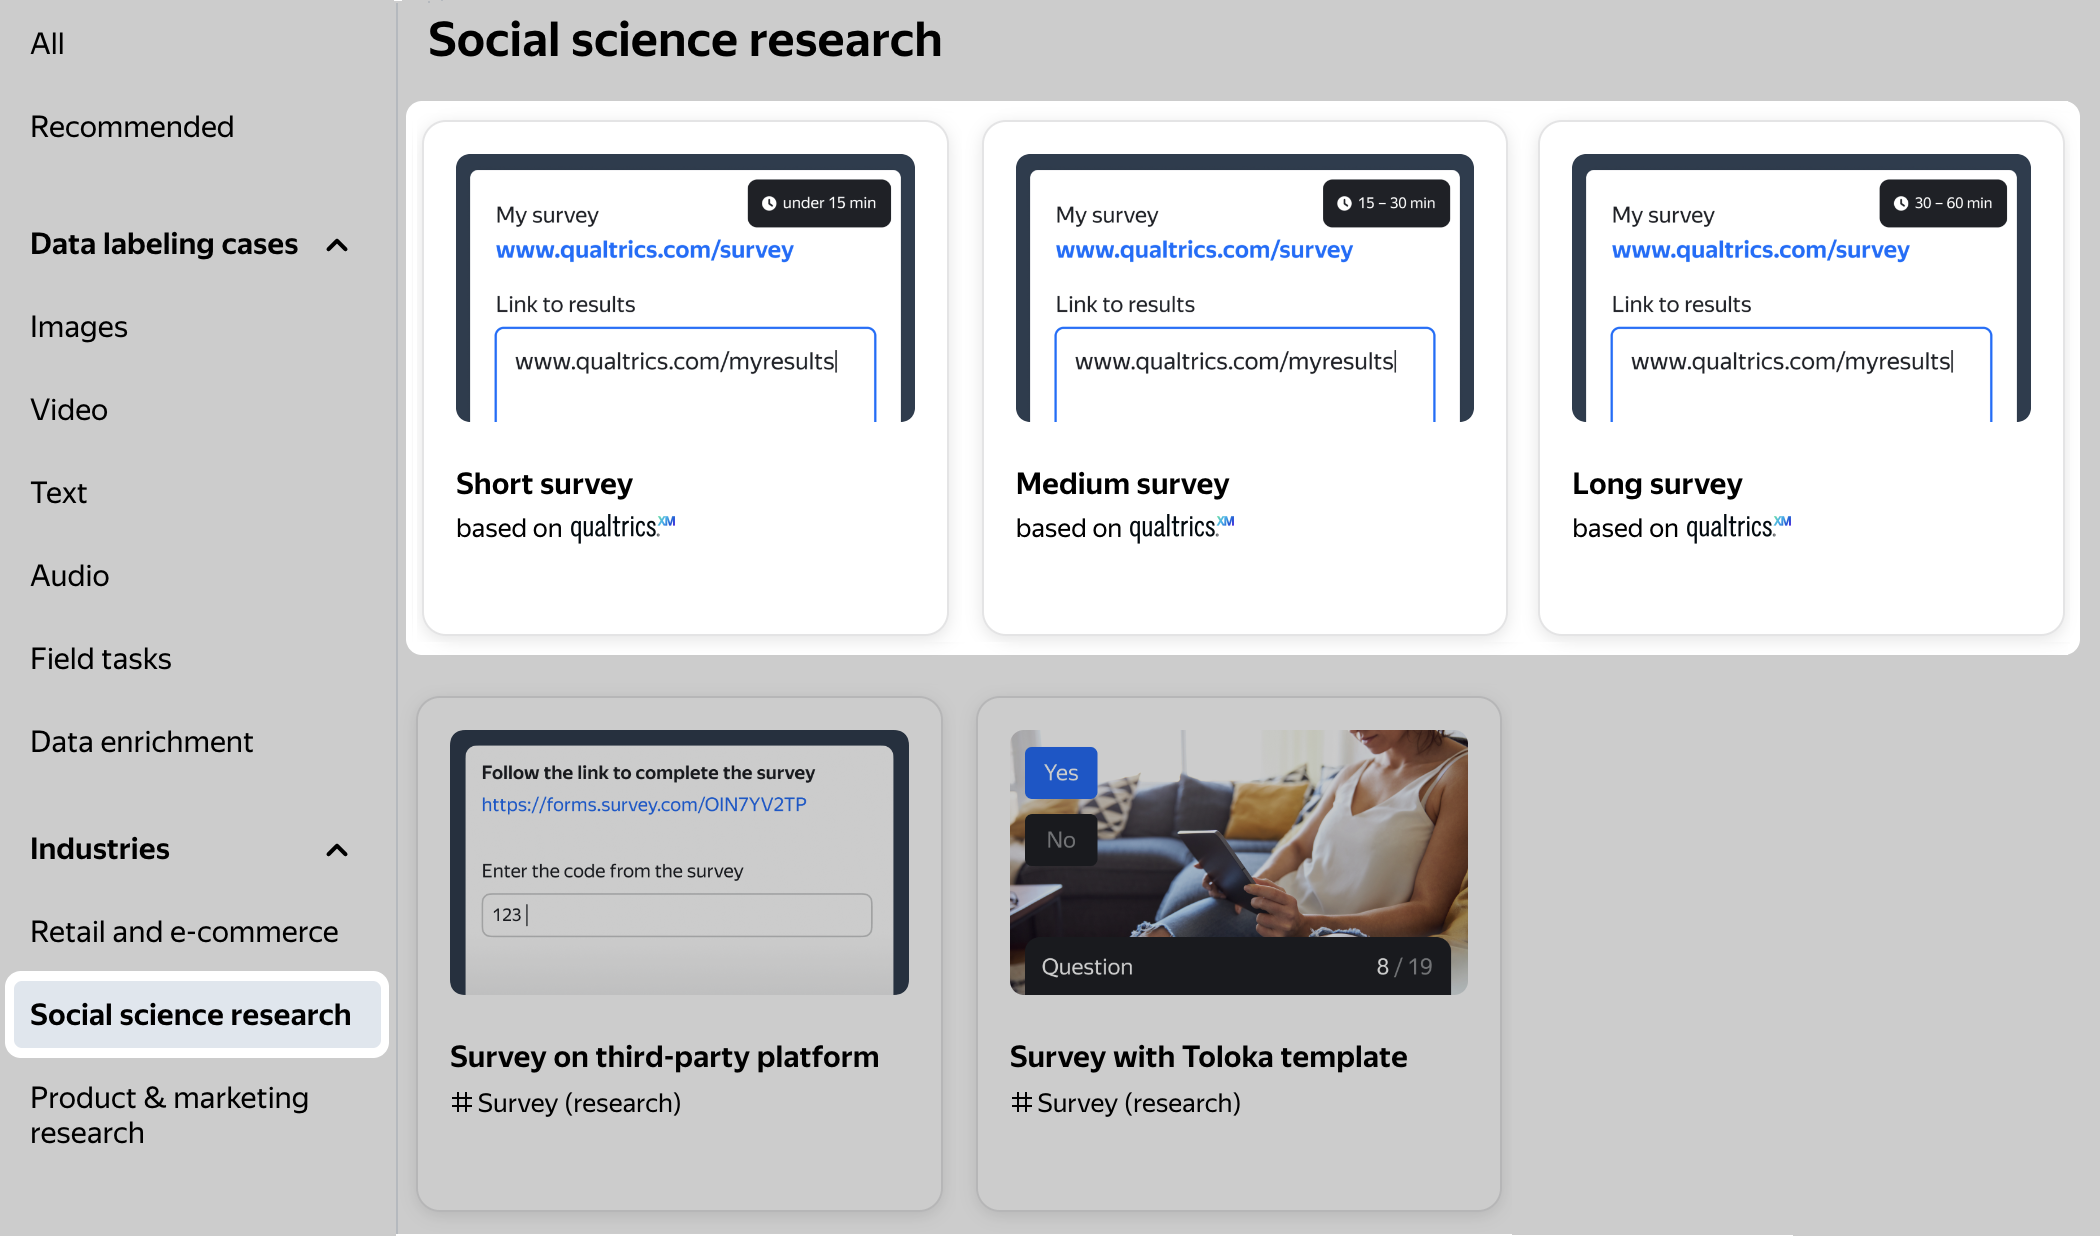 All
Recommended
Data labeling cases
Images
Video
Text
Audio
Field tasks
Data enrichment
Industries
Retail and e-commerce
Social science research
Product & marketing
research
Social science research
under 15 min
My survey
www.qualtrics.com/survey
Link to results
www.qualtrics.com/myresults
Short survey
based on qualtrics.XM
15 – 30 min
My survey
www.qualtrics.com/survey
Link to results
www.qualtrics.com/myresults
Medium survey
based on qualtrics.XM
30 – 60 min
My survey
www.qualtrics.com/survey
Link to results
www.qualtrics.com/myresults
Long survey
based on qualtrics.XM
Follow the link to complete the survey
https://forms.survey.com/OIN7YV2TP
Enter the code from the survey
123
Survey on third-party platform
# Survey (research)
Yes
No
Question 8 / 19
Survey with Toloka template
# Survey (research)